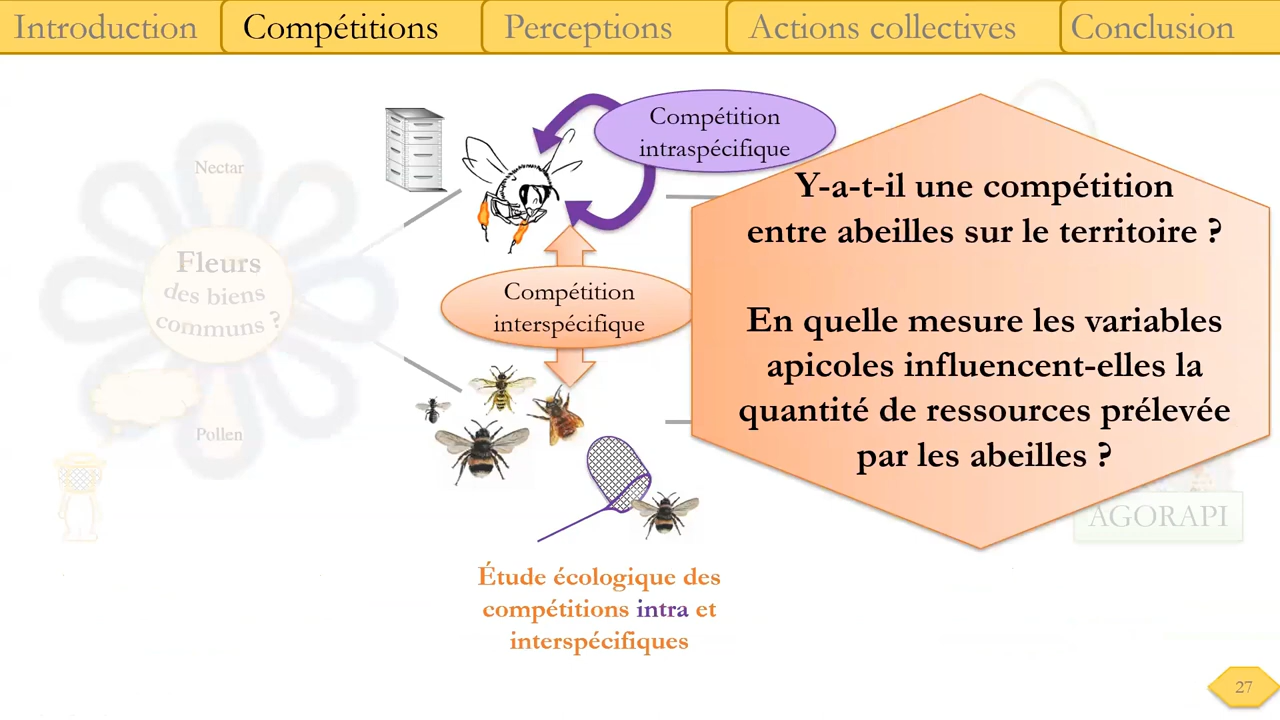 Introduction
Compétitions
Perceptions
Actions collectives
Conclusion
Nectar
Fleurs
des biens
communs ?
Pollen
Compétition
intraspécifique
Compétition
interspécifique
Étude écologique des
compétitions intra et
interspécifiques
Y-a-t-il une compétition
entre abeilles sur le territoire ?
En quelle mesure les variables
apicoles influencent-elles la
quantité de ressources prélevée
par les abeilles ?
AGORAPI
27